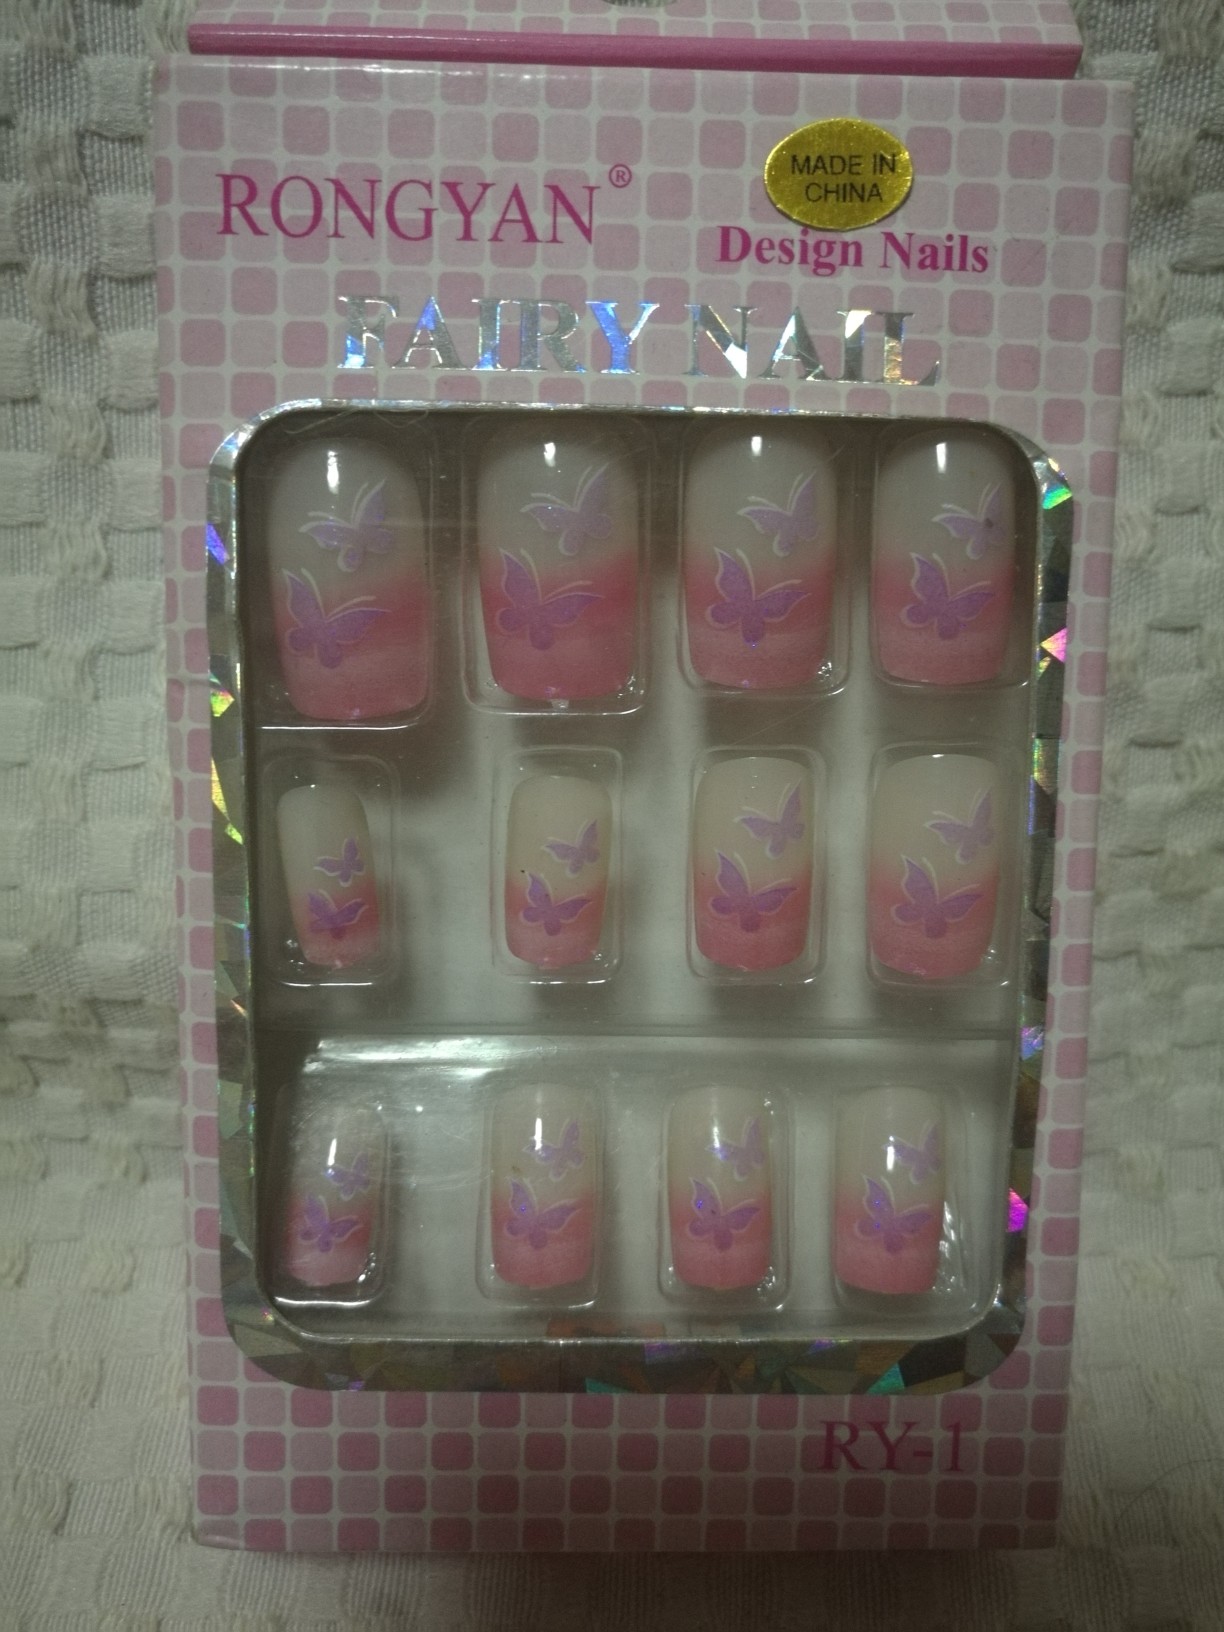 RONGYAN®
MADE IN
CHINA
Design Nails
FAIRY NAIL
RY-1